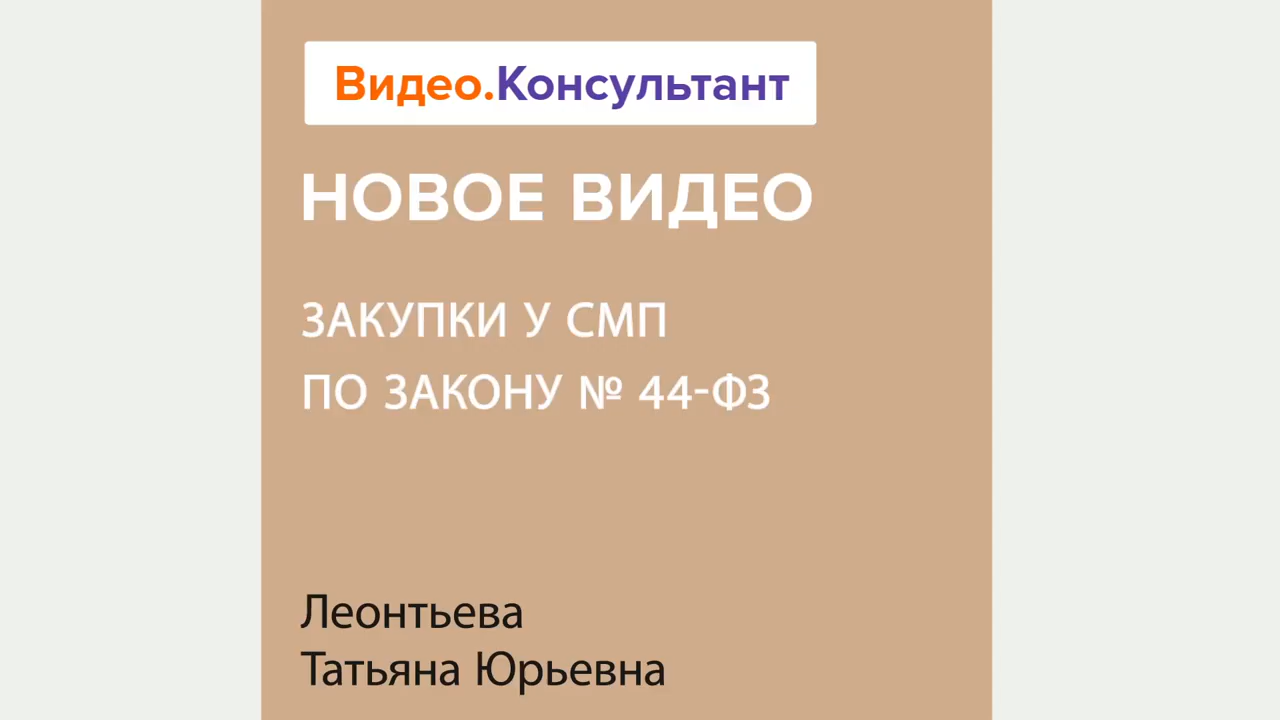 Видео.Консультант
НОВОЕ ВИДЕО
ЗАКУПКИ У СМП
ПО ЗАКОНУ № 44-ФЗ
Леонтьева
Татьяна Юрьевна